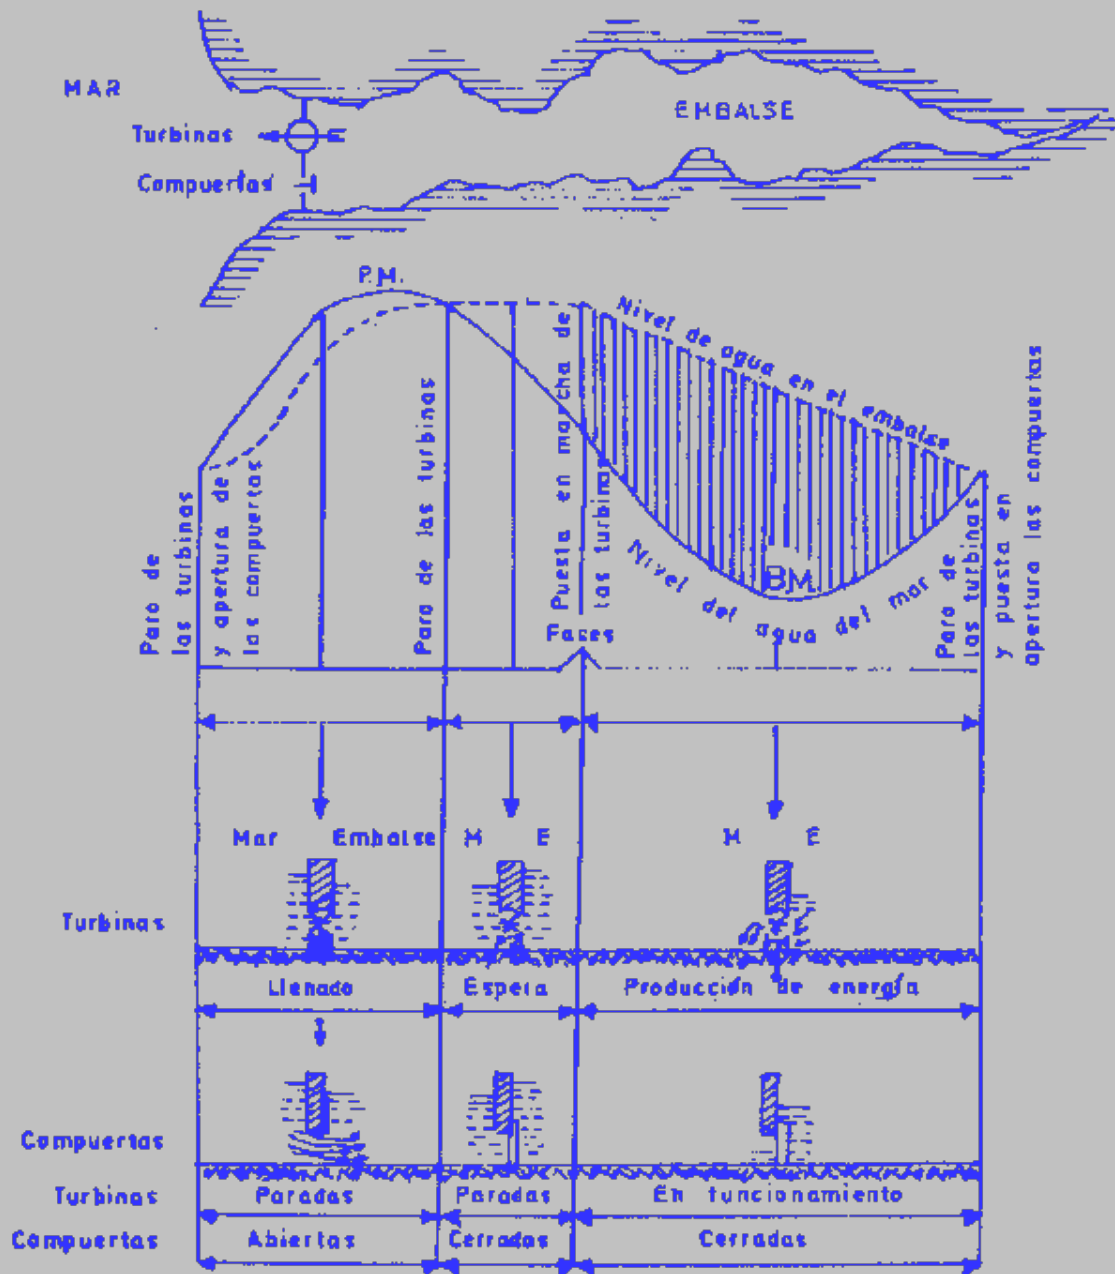 MAR
EMBALSE
Turbinas
Compuertas
P.M.
Nivel de agua en el embalse
Paro de
las turbinas
y apertura de
las compuertas
Paro de las turbinas
Puesta en marcha de
las turbinas
B.M.
Nivel del agua del mar
Paro de
las turbinas
y puesta en
apertura las compuertas
Fases
Mar Embalse M E M E
Turbinas
Llenado Espera Producción de energía
Compuertas
Turbinas Paradas Paradas En funcionamiento
Compuertas Abiertas Cerradas Cerradas